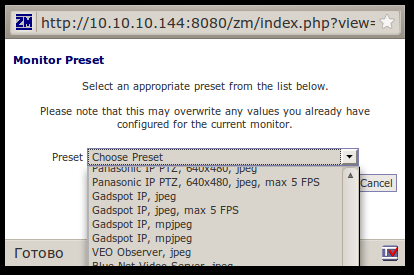 ZM http://10.10.10.144:8080/zm/index.php?view=
Monitor Preset
Select an appropriate preset from the list below.
Please note that this may overwrite any values you already have
configured for the current monitor.
Preset Choose Preset
Panasonic IP PTZ, 640x480, jpeg
Panasonic IP PTZ, 640x480, jpeg, max 5 FPS
Cancel
Gadspot IP, jpeg
Gadspot IP, jpeg, max 5 FPS
Gadspot IP, mpjpeg
Gadspot IP, mpjpeg
VEO Observer, jpeg
Blue Net Video Server, jpeg
Готово